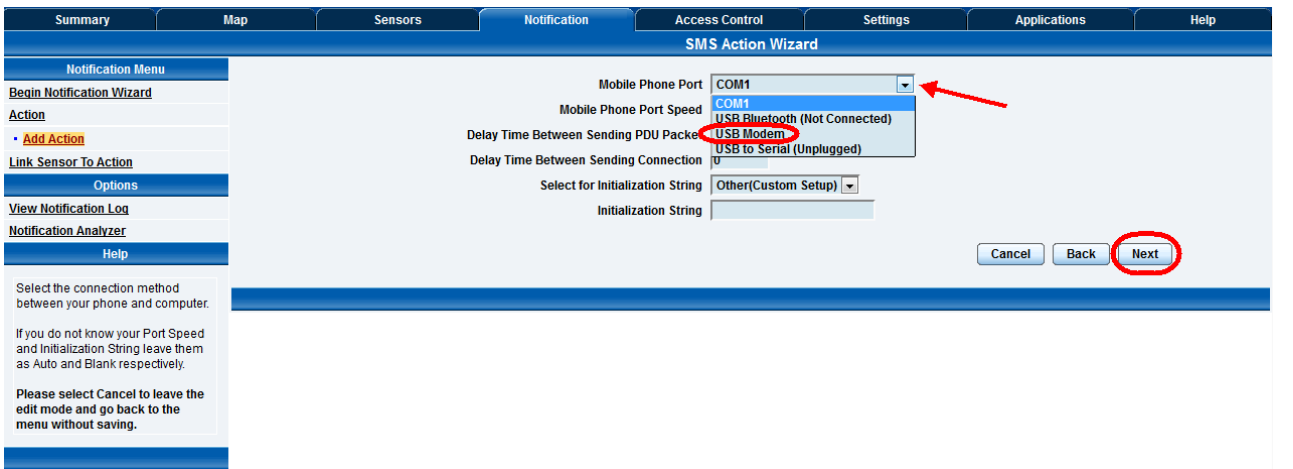 Summary Map Sensors Notification Access Control Settings Applications Help
SMS Action Wizard
Notification Menu
Begin Notification Wizard
Action
Add Action
Link Sensor To Action
Options
View Notification Log
Notification Analyzer
Help
Select the connection method
between your phone and computer.
If you do not know your Port Speed
and Initialization String leave them
as Auto and Blank respectively.
Please select Cancel to leave the
edit mode and go back to the
menu without saving.
Mobile Phone Port COM1
Mobile Phone Port Speed
COM1
USB Bluetooth (Not Connected)
USB Modem
USB to Serial (Unplugged)
Delay Time Between Sending PDU Packet
Delay Time Between Sending Connection 0
Select for Initialization String Other(Custom Setup)
Initialization String
Cancel Back Next